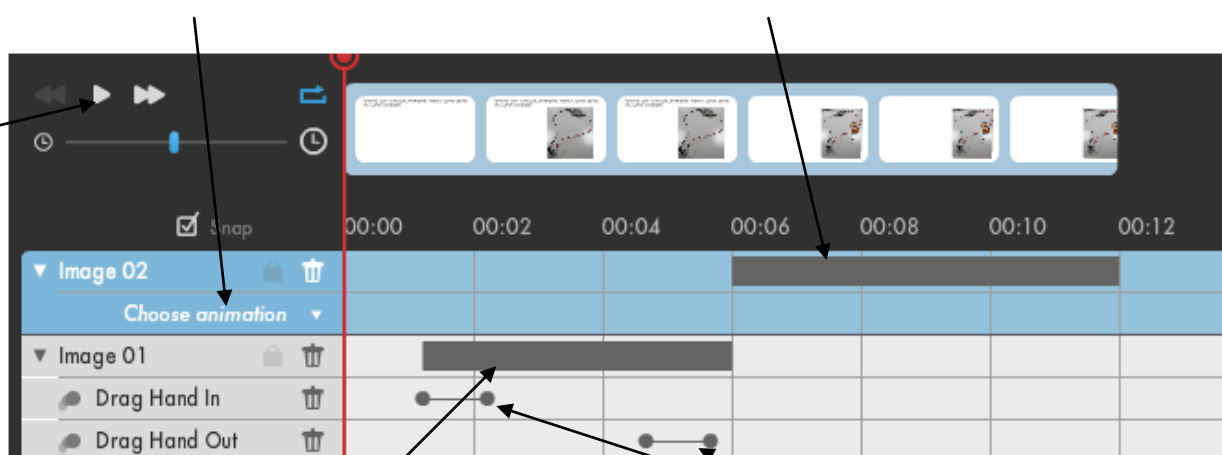 Snap
00:00 00:02 00:04 00:06 00:08 00:10 00:12
Image 02
Choose animation
Image 01
Drag Hand In
Drag Hand Out